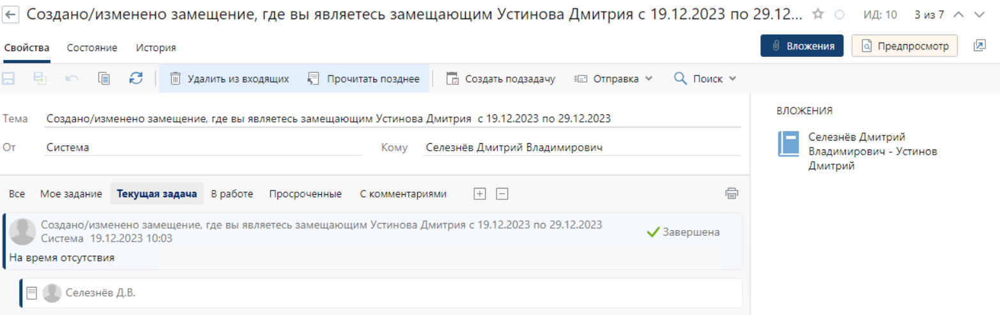 Создано/изменено замещение, где вы являетесь замещающим Устинова Дмитрия с 19.12.2023 по 29.12... ИД: 10 3 из 7
Свойства Состояние История Вложения Предпросмотр
Удалить из входящих Прочитать позднее Создать подзадачу Отправка Поиск
Тема Создано/изменено замещение, где вы являетесь замещающим Устинова Дмитрия с 19.12.2023 по 29.12.2023
От Система Кому Селезнёв Дмитрий Владимирович
Все Мое задание Текущая задача В работе Просроченные С комментариями
Создано/изменено замещение, где вы являетесь замещающим Устинова Дмитрия с 19.12.2023 по 29.12.2023
Система 19.12.2023 10:03
Завершена
На время отсутствия
Селезнёв Д.В.
ВЛОЖЕНИЯ
Селезнёв Дмитрий
Владимирович - Устинов
Дмитрий